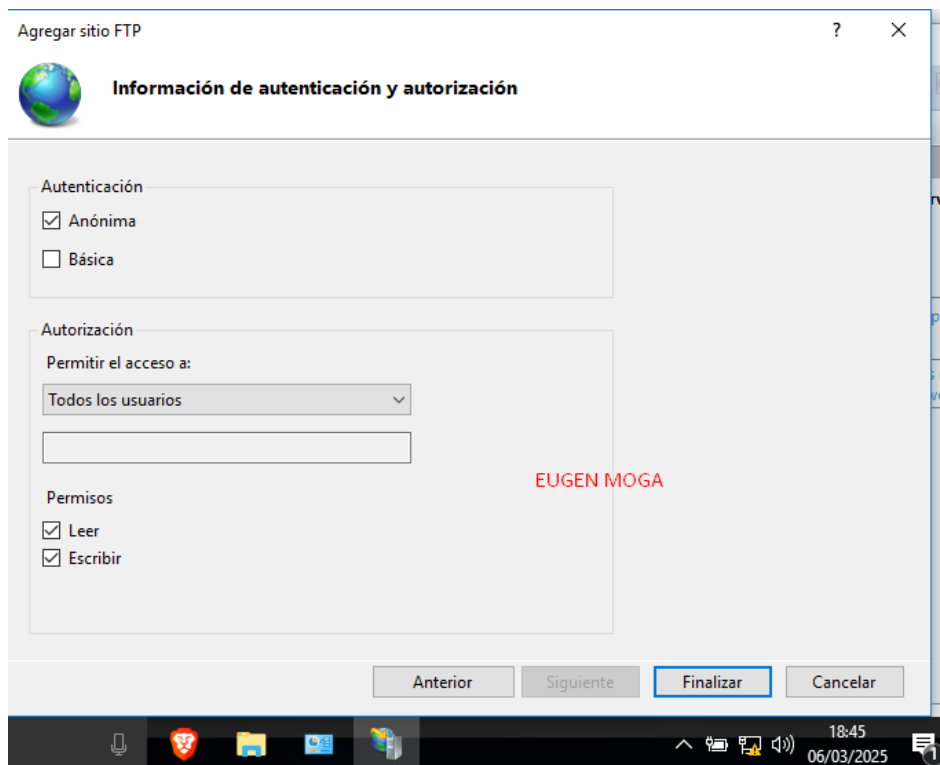 Agregar sitio FTP
?
Información de autenticación y autorización
Autenticación
Anónima
Básica
Autorización
Permitir el acceso a:
Todos los usuarios
EUGEN MOGA
Permisos
Leer
Escribir
Anterior Siguiente Finalizar Cancelar
18:45
06/03/2025
1